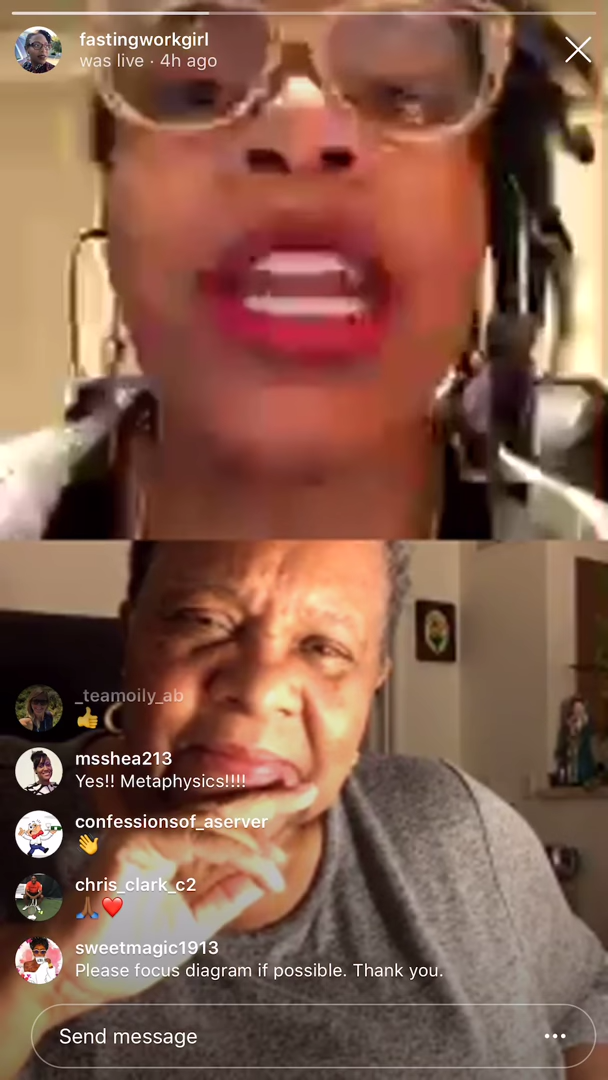 fastingworkgirl
was live · 4h ago
_teamoily_ab
👍
msshea213
Yes!! Metaphysics!!!!
confessionsof_aserver
👋
chris_clark_c2
🙏🏾❤️
sweetmagic1913
Please focus diagram if possible. Thank you.
Send message